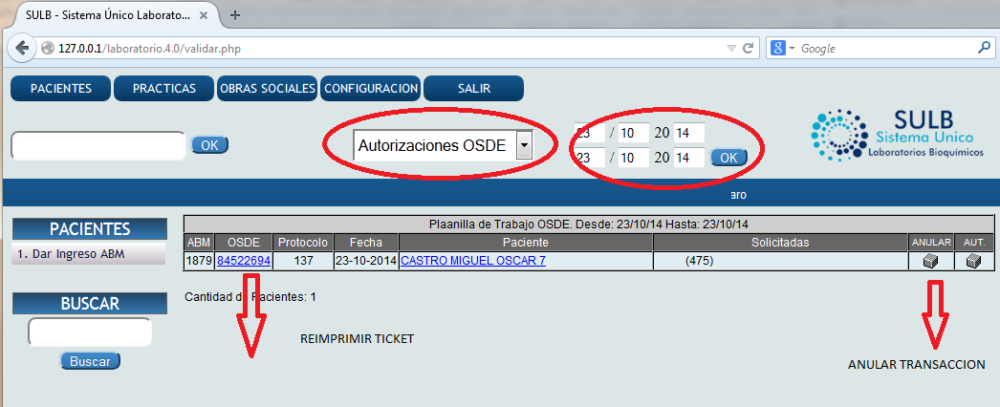 SULB - Sistema Único Laborato...
127.0.0.1/laboratorio.4.0/validar.php
Google
PACIENTES PRACTICAS OBRAS SOCIALES CONFIGURACION SALIR
OK
Autorizaciones OSDE
23 / 10 20 14
23 / 10 20 14 OK
SULB
Sistema Unico
Laboratorios Bioquímicos
aro
PACIENTES
1. Dar Ingreso ABM
BUSCAR
Buscar
Plaanilla de Trabajo OSDE. Desde: 23/10/14 Hasta: 23/10/14
ABM OSDE Protocolo Fecha Paciente Solicitadas ANULAR AUT.
1879 84522694 137 23-10-2014 CASTRO MIGUEL OSCAR 7 (475)
Cantidad de Pacientes: 1
REIMPRIMIR TICKET
ANULAR TRANSACCION